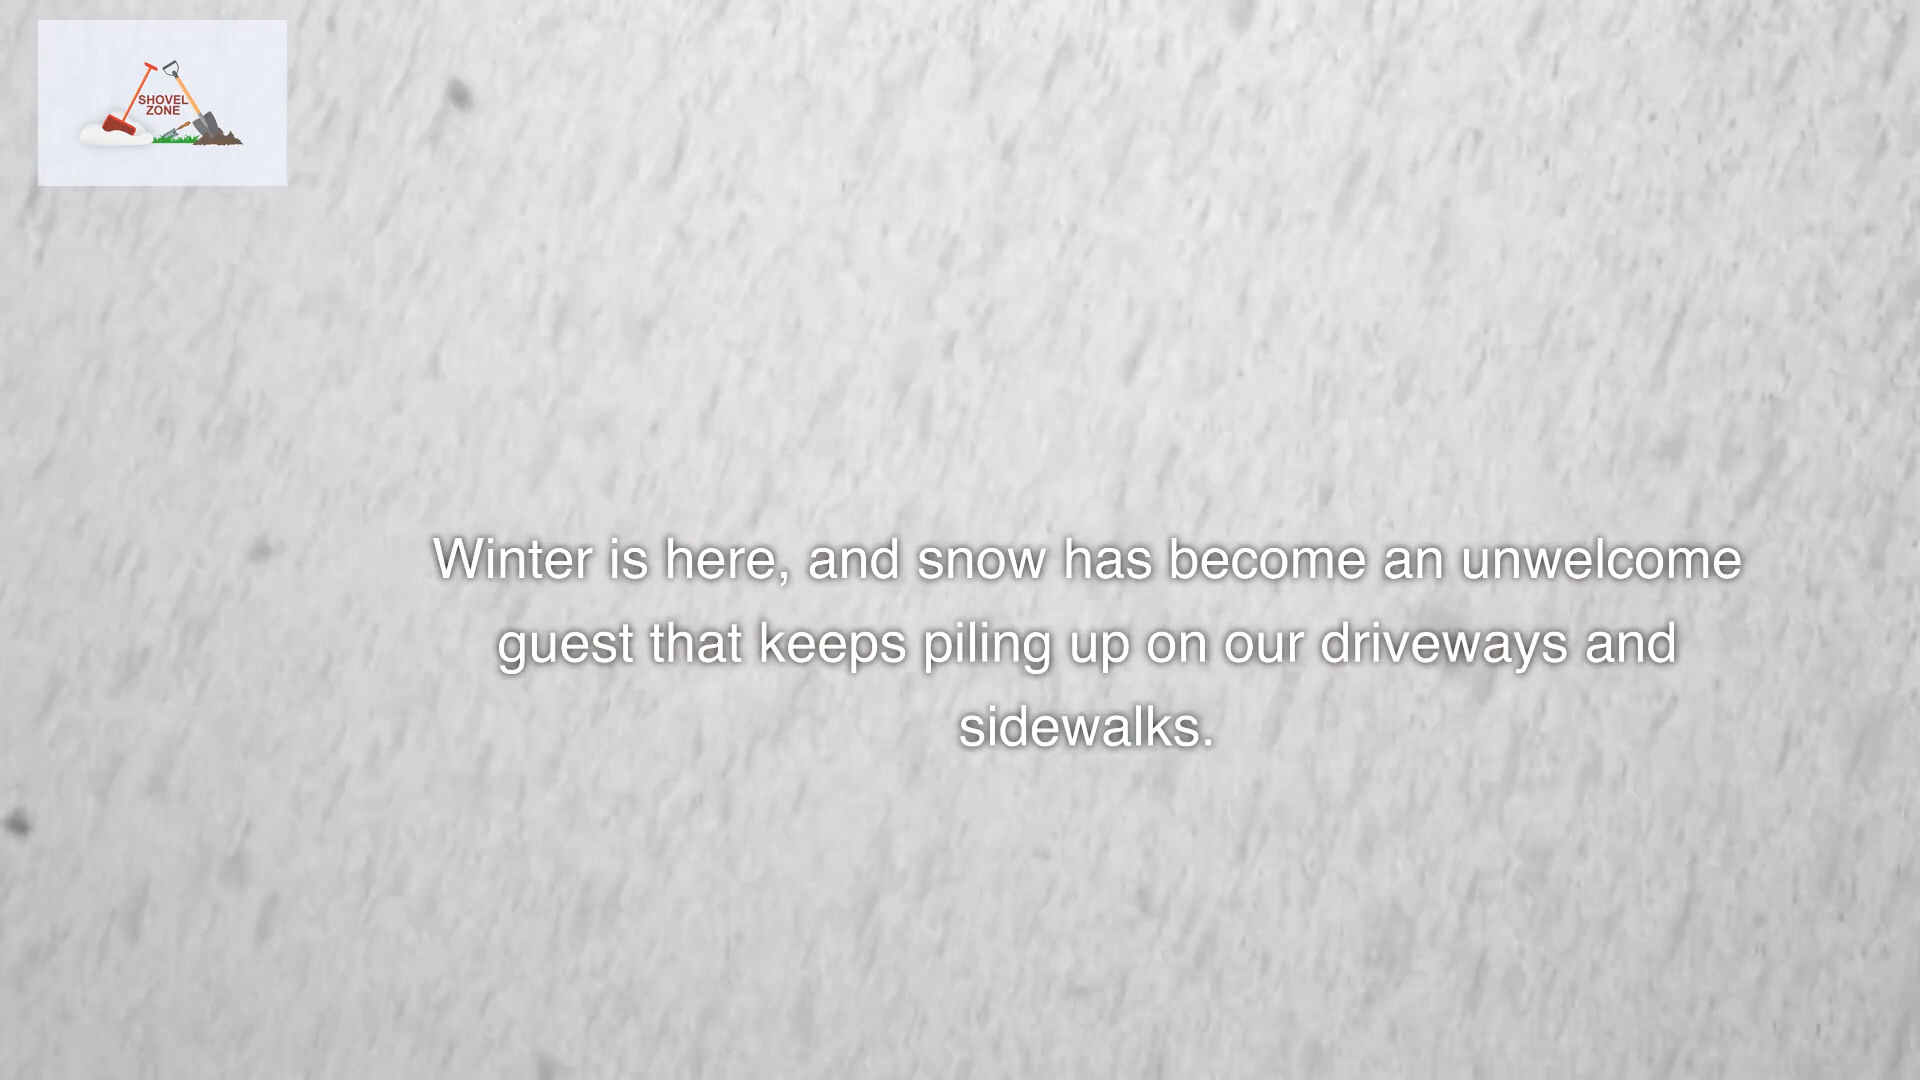 SHOVEL
ZONE
Winter is here, and snow has become an unwelcome
guest that keeps piling up on our driveways and
sidewalks.